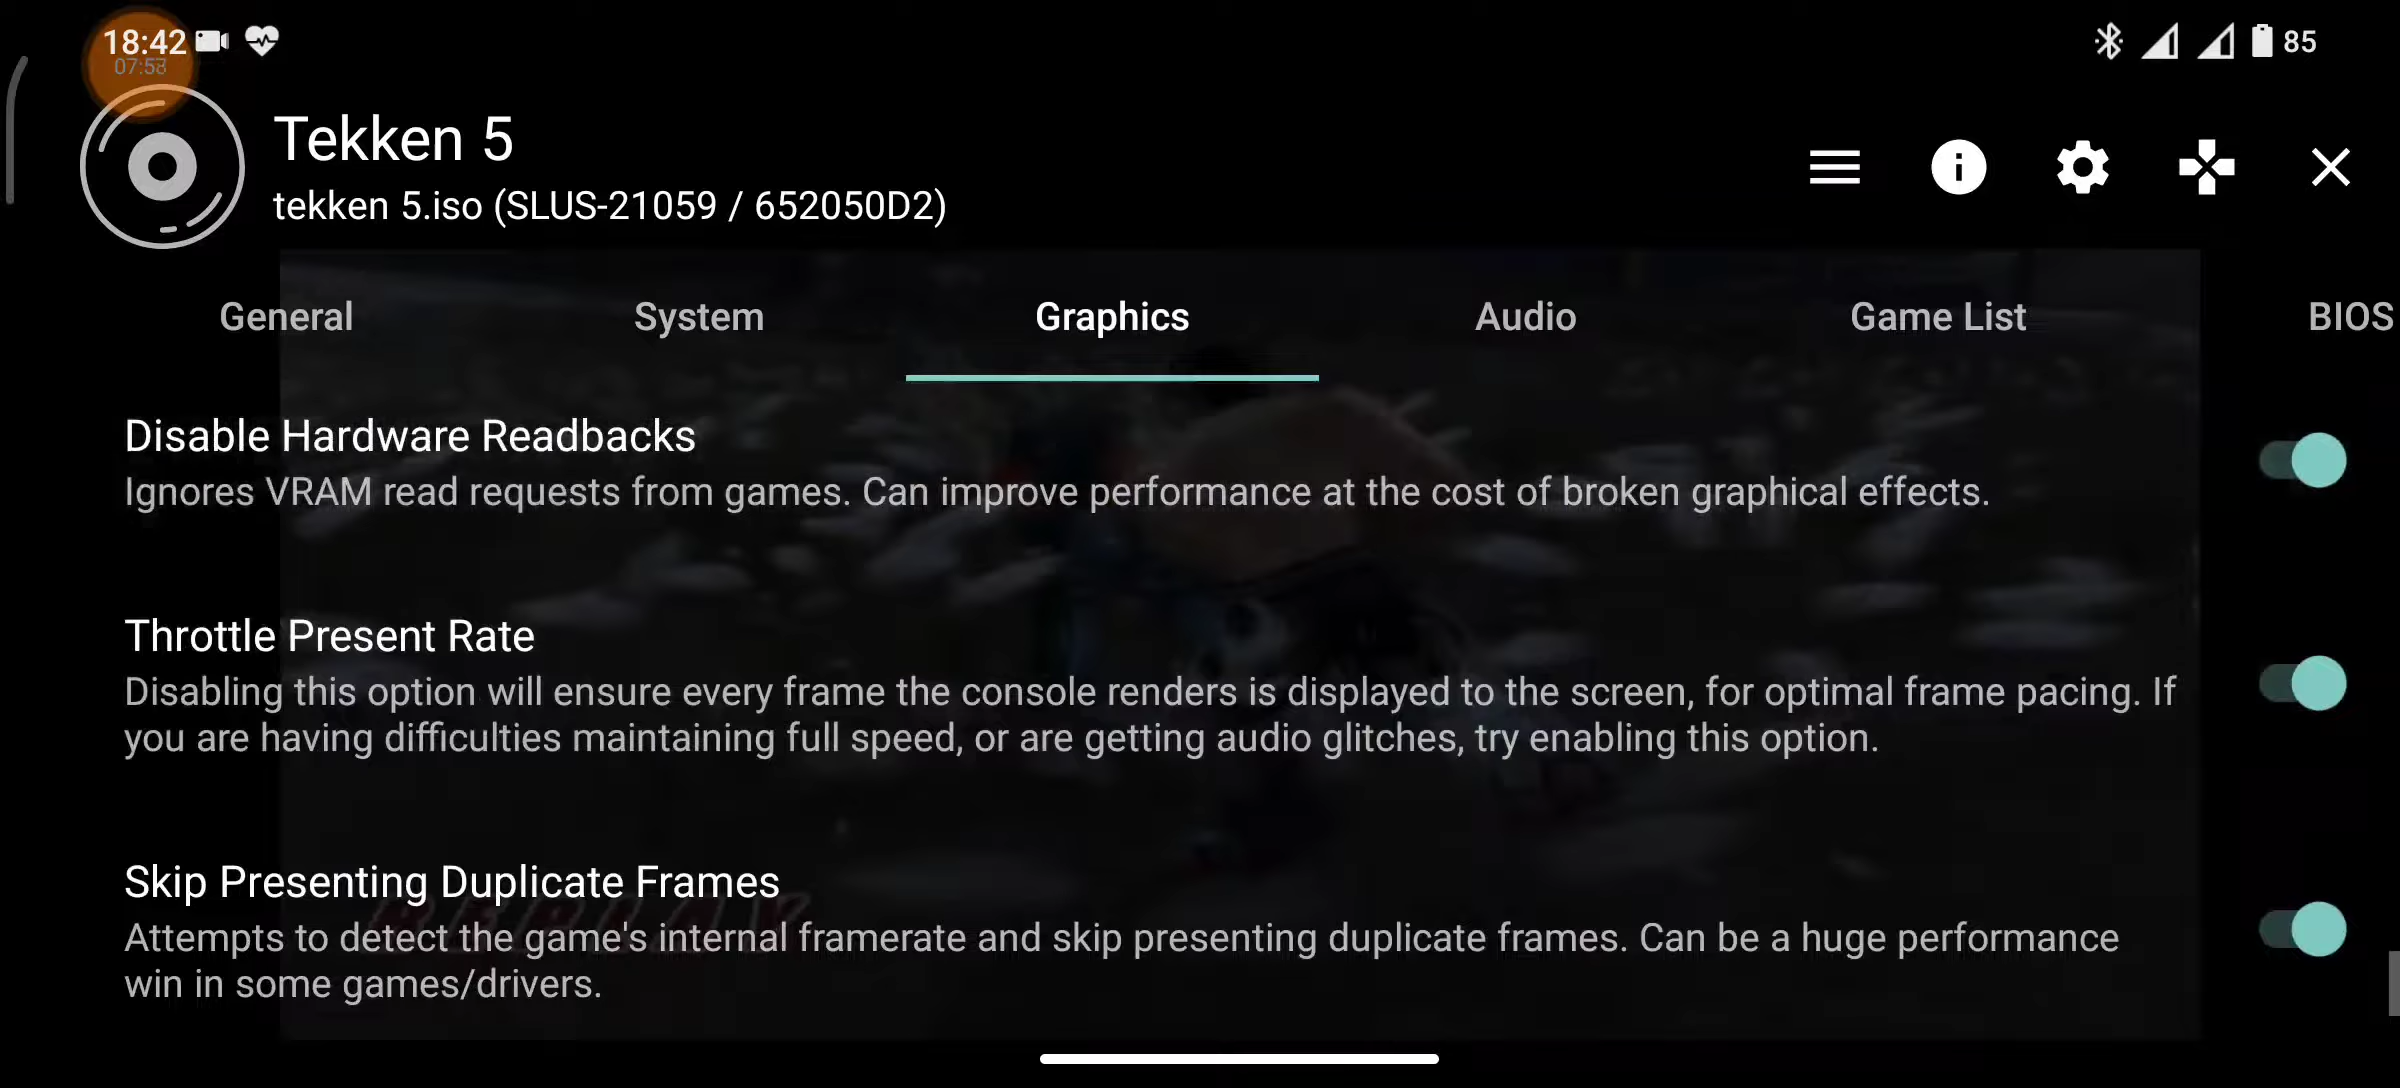 18:42
07:53
85
Tekken 5
tekken 5.iso (SLUS-21059 / 652050D2)
General System Graphics Audio Game List BIOS
Disable Hardware Readbacks
Ignores VRAM read requests from games. Can improve performance at the cost of broken graphical effects.
Throttle Present Rate
Disabling this option will ensure every frame the console renders is displayed to the screen, for optimal frame pacing. If
you are having difficulties maintaining full speed, or are getting audio glitches, try enabling this option.
Skip Presenting Duplicate Frames
REPLAY
Attempts to detect the game's internal framerate and skip presenting duplicate frames. Can be a huge performance
win in some games/drivers.